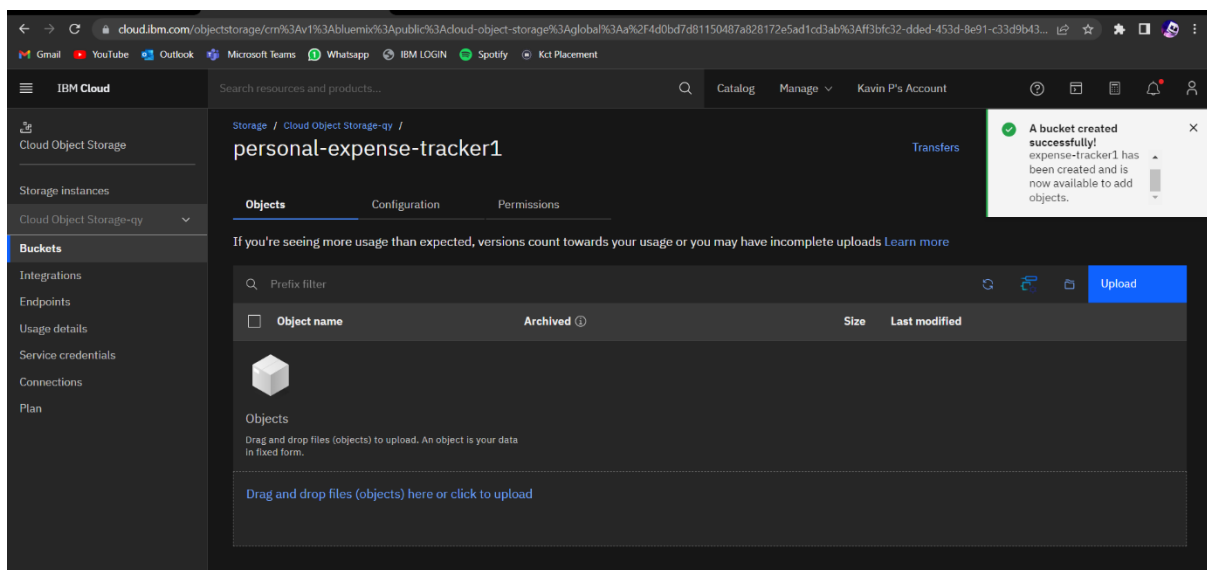 cloud.ibm.com/objectstorage/crn%3Av1%3Abluemix%3Apublic%3Acloud-object-storage%3Aglobal%3Aa%2F4d0bd7d81150487a828172e5ad1cd3ab%3Aff3bfc32-dded-453d-8e91-c33d9b43...
Gmail YouTube Outlook Microsoft Teams Whatsapp IBM LOGIN Spotify Kct Placement
IBM Cloud
Search resources and products...
Catalog Manage Kavin P's Account
Cloud Object Storage
Storage instances
Cloud Object Storage-qy
Buckets
Integrations
Endpoints
Usage details
Service credentials
Connections
Plan
Storage / Cloud Object Storage-qy /
personal-expense-tracker1
Transfers
A bucket created
successfully!
expense-tracker1 has
been created and is
now available to add
objects.
Objects Configuration Permissions
If you're seeing more usage than expected, versions count towards your usage or you may have incomplete uploads Learn more
Prefix filter
Upload
Object name Archived Size Last modified
Objects
Drag and drop files (objects) to upload. An object is your data
in fixed form.
Drag and drop files (objects) here or click to upload